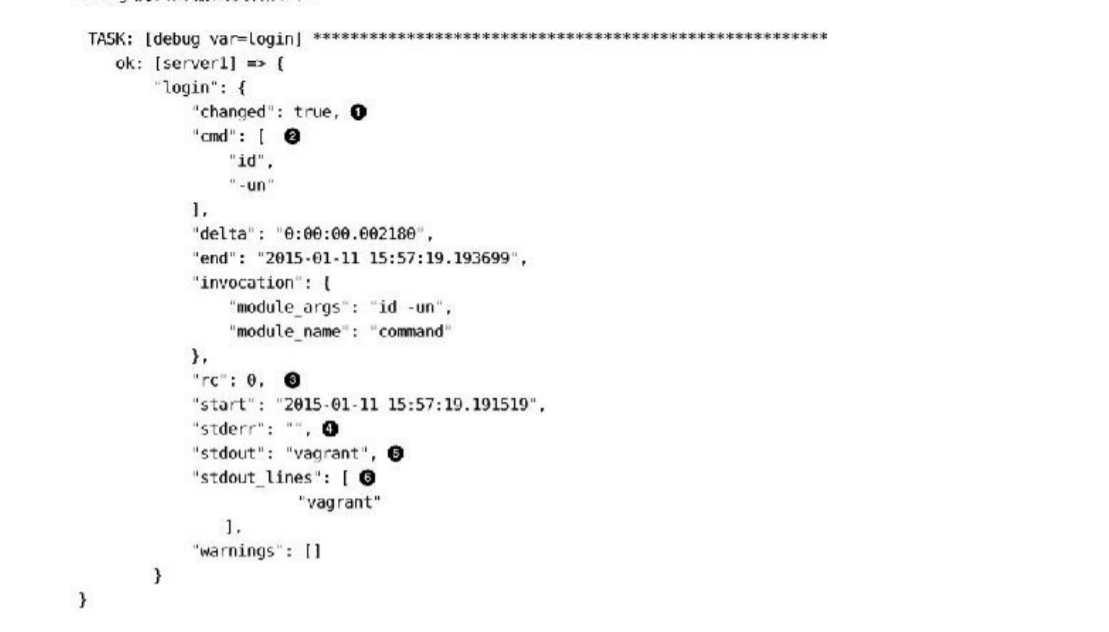 TASK: [debug var=login] *******************************************************
ok: [server1] => {
"login": {
"changed": true, ❶
"cmd": [ ❷
"id",
"-un"
],
"delta": "0:00:00.002180",
"end": "2015-01-11 15:57:19.193699",
"invocation": {
"module_args": "id -un",
"module_name": "command"
},
"rc": 0, ❸
"start": "2015-01-11 15:57:19.191519",
"stderr": "", ❹
"stdout": "vagrant", ❺
"stdout_lines": [ ❻
"vagrant"
],
"warnings": []
}
}